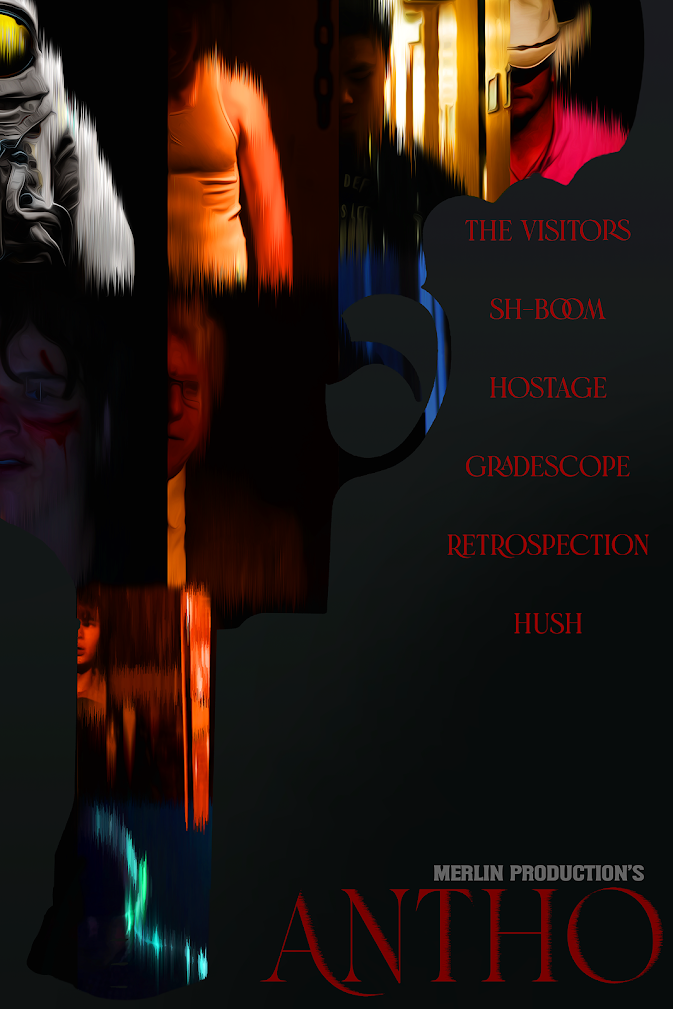 THE VISITORS
SH-BOOM
HOSTAGE
GRADESCOPE
RETROSPECTION
HUSH
MERLIN PRODUCTION'S
ANTHO